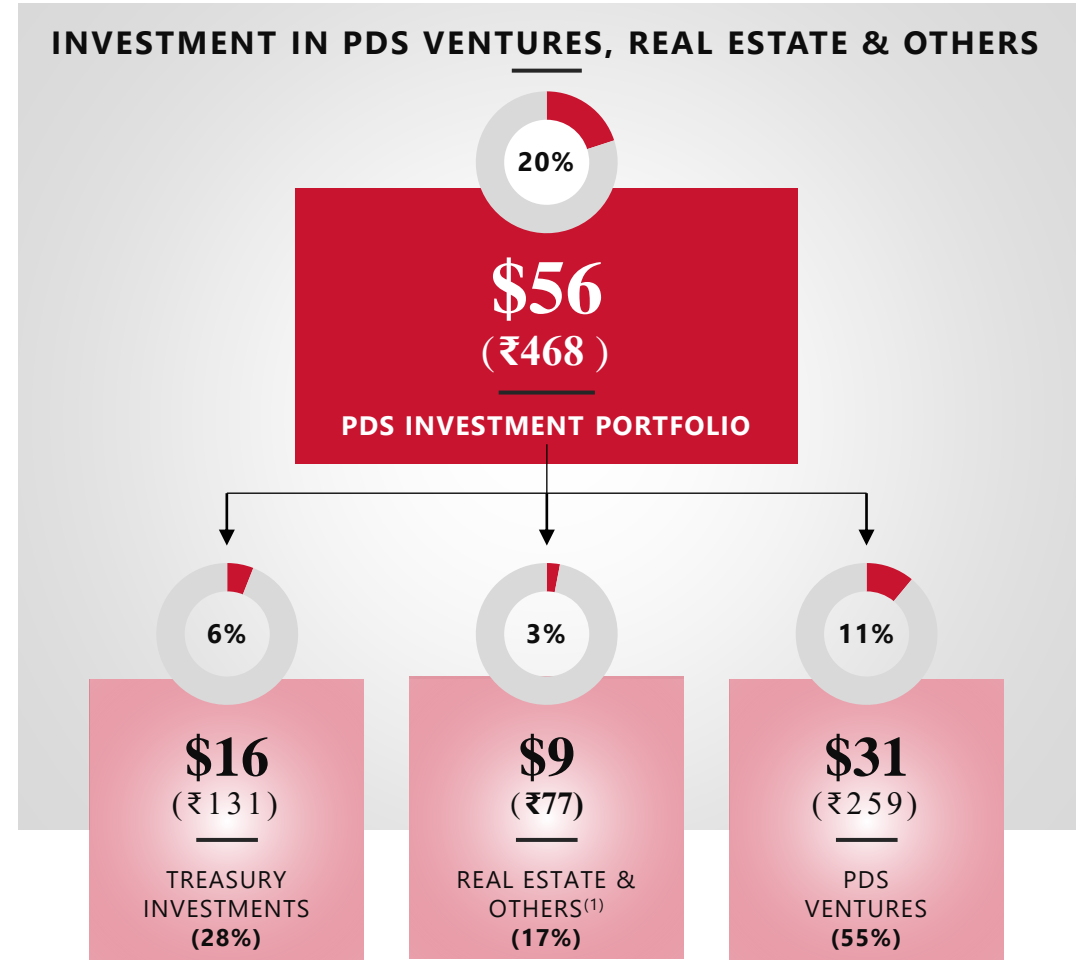 INVESTMENT IN PDS VENTURES, REAL ESTATE & OTHERS
20%
$56
(₹468 )
PDS INVESTMENT PORTFOLIO
6%
$16
(₹131)
TREASURY
INVESTMENTS
(28%)
3%
$9
(₹77)
REAL ESTATE &
OTHERS(1)
(17%)
11%
$31
(₹259)
PDS
VENTURES
(55%)